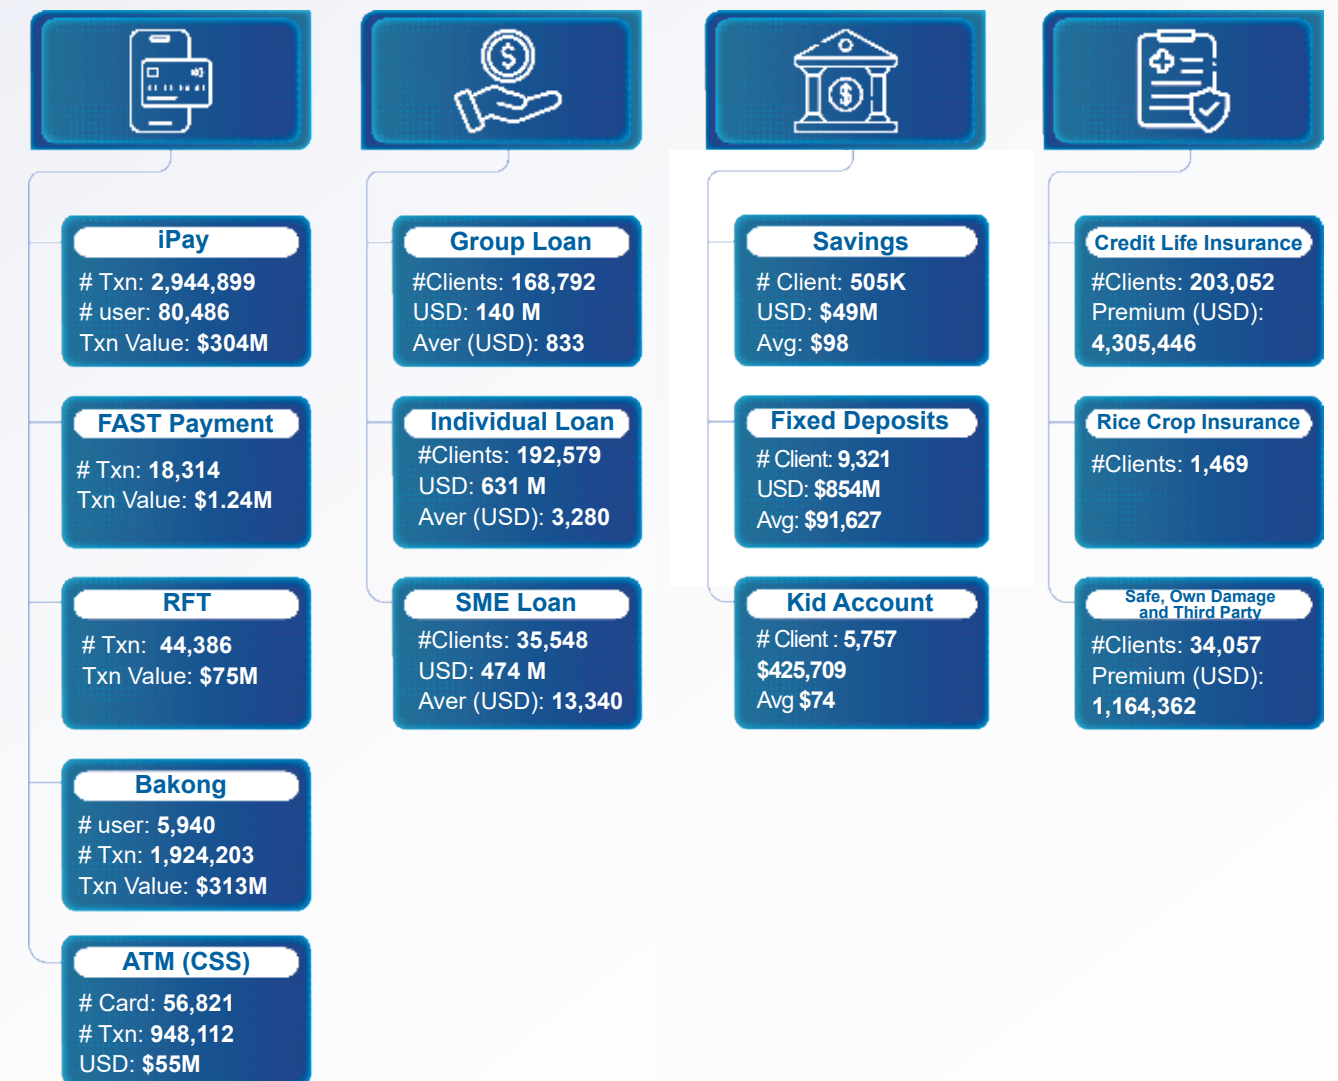 iPay
# Txn: 2,944,899
# user: 80,486
Txn Value: $304M
FAST Payment
# Txn: 18,314
Txn Value: $1.24M
RFT
# Txn: 44,386
Txn Value: $75M
Bakong
# user: 5,940
# Txn: 1,924,203
Txn Value: $313M
ATM (CSS)
# Card: 56,821
# Txn: 948,112
USD: $55M
Group Loan
#Clients: 168,792
USD: 140 M
Aver (USD): 833
Individual Loan
#Clients: 192,579
USD: 631 M
Aver (USD): 3,280
SME Loan
#Clients: 35,548
USD: 474 M
Aver (USD): 13,340
Savings
# Client: 505K
USD: $49M
Avg: $98
Fixed Deposits
# Client: 9,321
USD: $854M
Avg: $91,627
Kid Account
# Client : 5,757
$425,709
Avg $74
Credit Life Insurance
#Clients: 203,052
Premium (USD):
4,305,446
Rice Crop Insurance
#Clients: 1,469
Safe, Own Damage
and Third Party
#Clients: 34,057
Premium (USD):
1,164,362